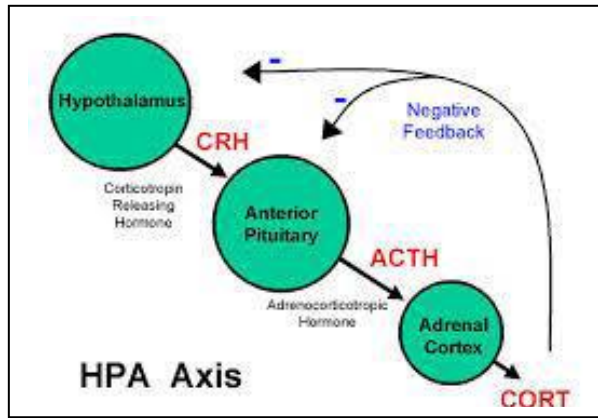 Hypothalamus
-
-
Negative
Feedback
CRH
Corticotropin
Releasing
Hormone
Anterior
Pituitary
ACTH
Adrenocorticotropic
Hormone
Adrenal
Cortex
HPA Axis
CORT